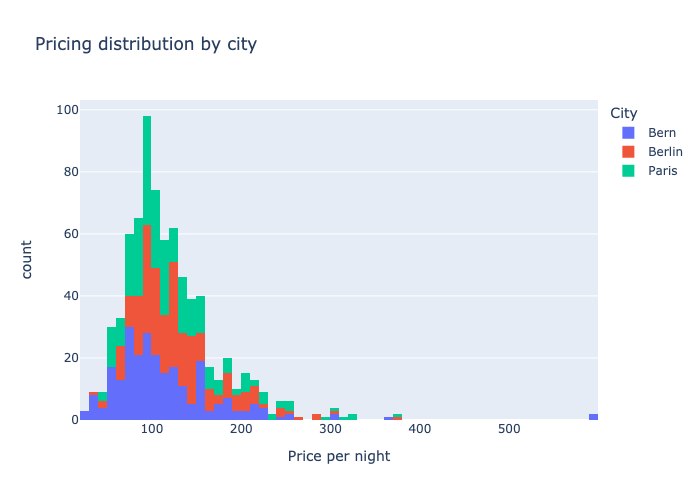 Pricing distribution by city
100
80
60
40
20
0
count
100
200
300
400
500
Price per night
City
Bern
Berlin
Paris